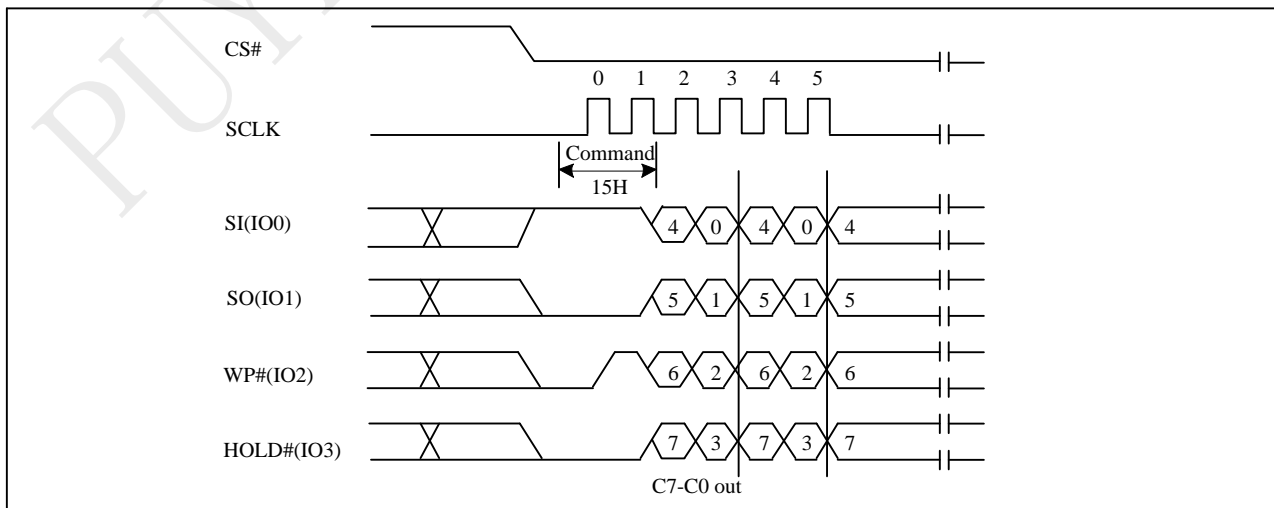 PUYA
CS#
0 1 2 3 4 5
SCLK
Command
15H
SI(IO0) 4 0 4 0 4
SO(IO1) 5 1 5 1 5
WP#(IO2) 6 2 6 2 6
HOLD#(IO3) 7 3 7 3 7
C7-C0 out